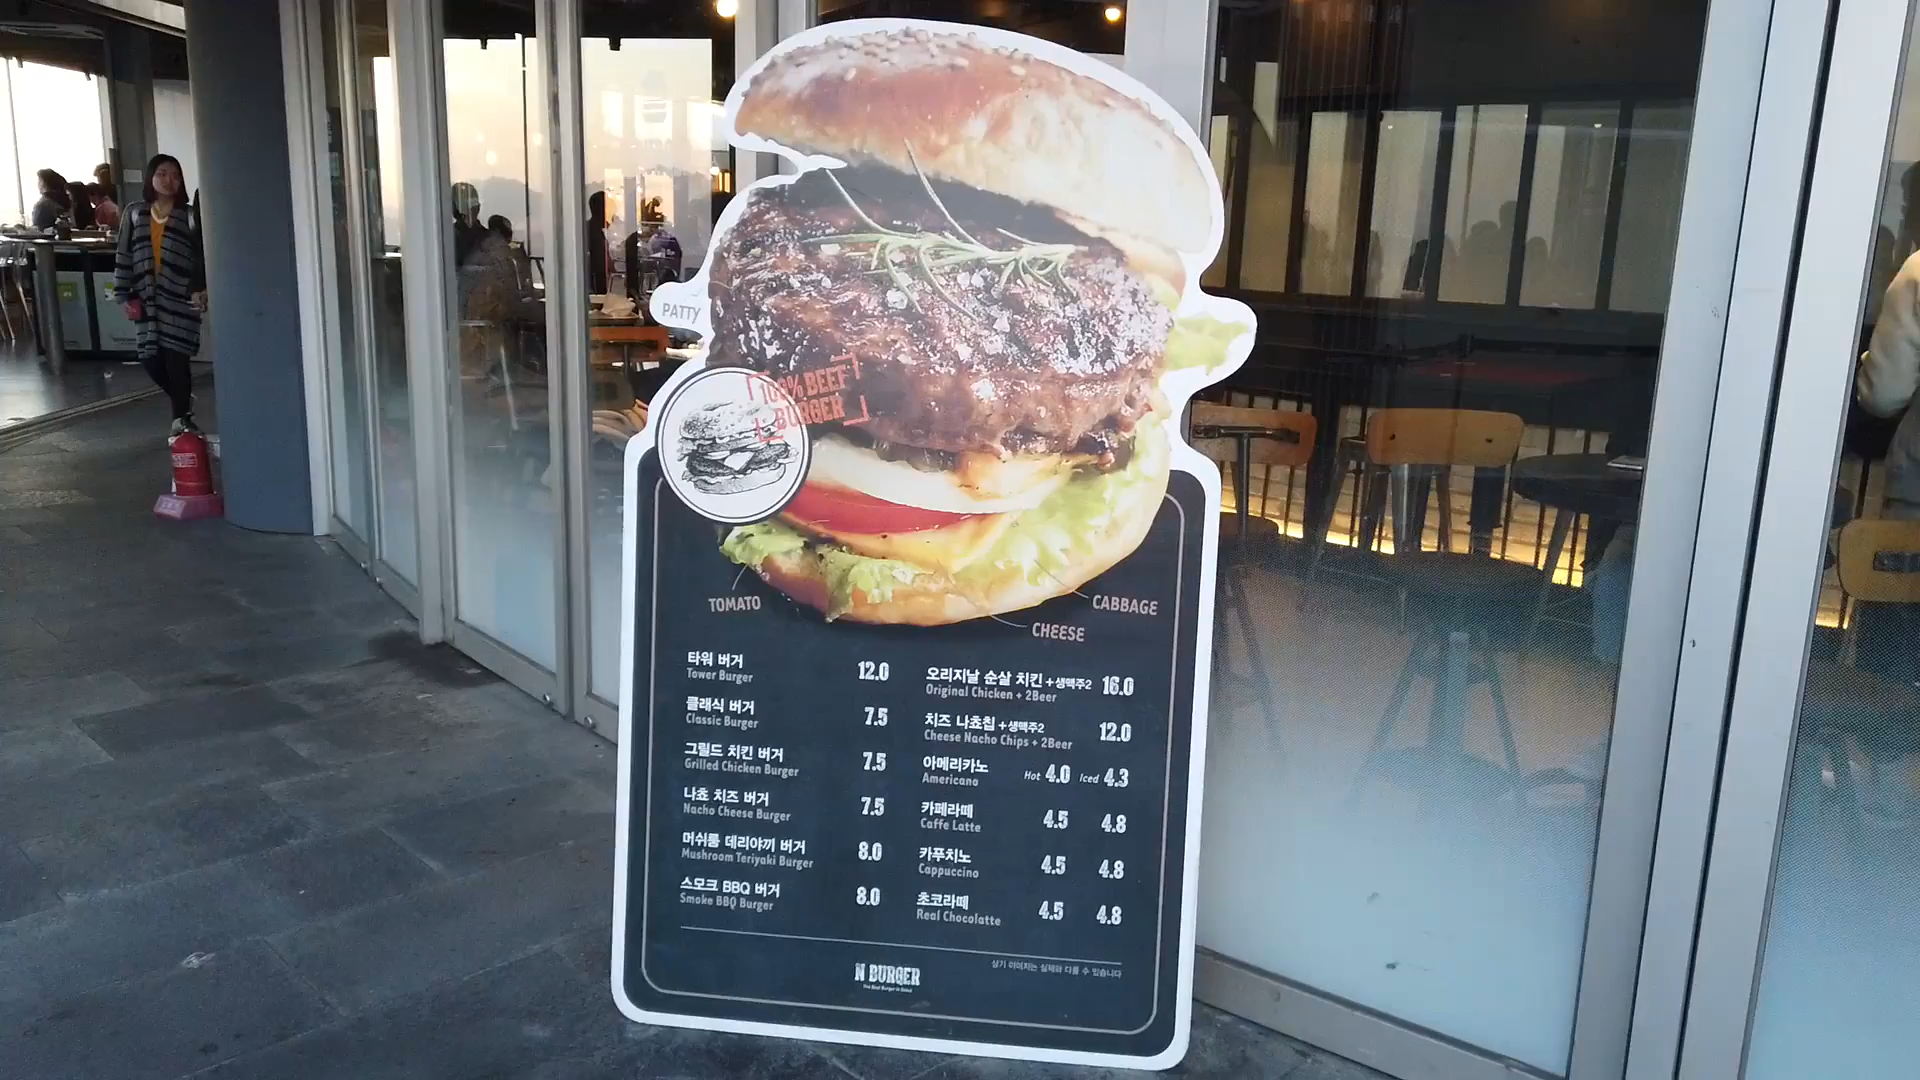 PATTY
100% BEEF
BURGER
TOMATO
CABBAGE
CHEESE
타워 버거 12.0
Tower Burger
클래식 버거 7.5
Classic Burger
그릴드 치킨 버거 7.5
Grilled Chicken Burger
나쵸 치즈 버거 7.5
Nacho Cheese Burger
머쉬룸 데리야끼 버거 8.0
Mushroom Teriyaki Burger
스모크 BBQ 버거 8.0
Smoke BBQ Burger
오리지날 순살 치킨 +생맥주2 16.0
Original Chicken + 2Beer
치즈 나쵸칩 +생맥주2 12.0
Cheese Nacho Chips + 2Beer
아메리카노 Hot 4.0 Iced 4.3
Americano
카페라떼 4.5 4.8
Caffe Latte
카푸치노 4.5 4.8
Cappuccino
초코라떼 4.5 4.8
Real Chocolatte
상기 이미지는 실제와 다를 수 있습니다
N BURGER
The Best Burger in Seoul